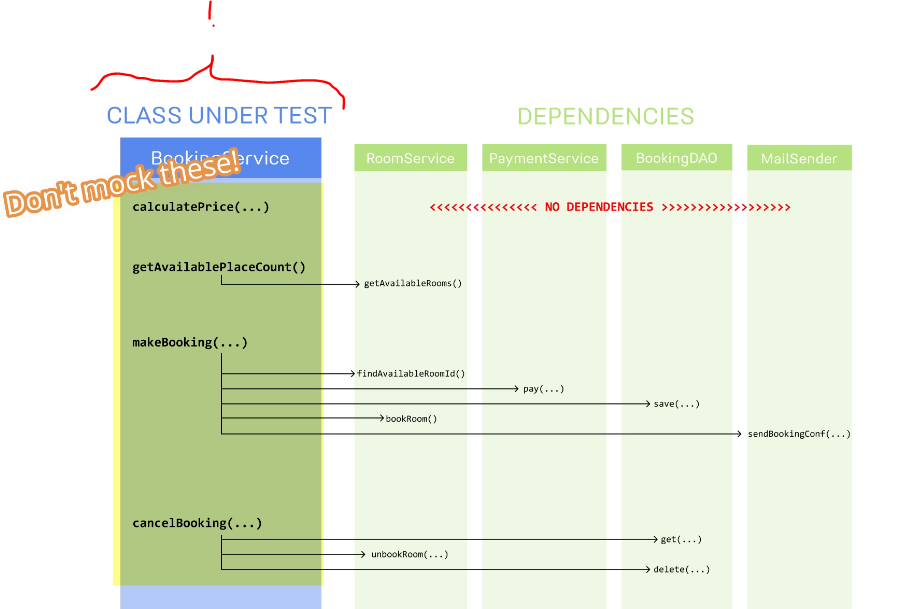 CLASS UNDER TEST
DEPENDENCIES
BookingService
RoomService
PaymentService
BookingDAO
MailSender
Don't mock these!
calculatePrice(...)
<<<<<<<<<<<<<<< NO DEPENDENCIES >>>>>>>>>>>>>>>>>>
getAvailablePlaceCount()
getAvailableRooms()
makeBooking(...)
findAvailableRoomId()
pay(...)
save(...)
bookRoom()
sendBookingConf(...)
cancelBooking(...)
get(...)
unbookRoom(...)
delete(...)